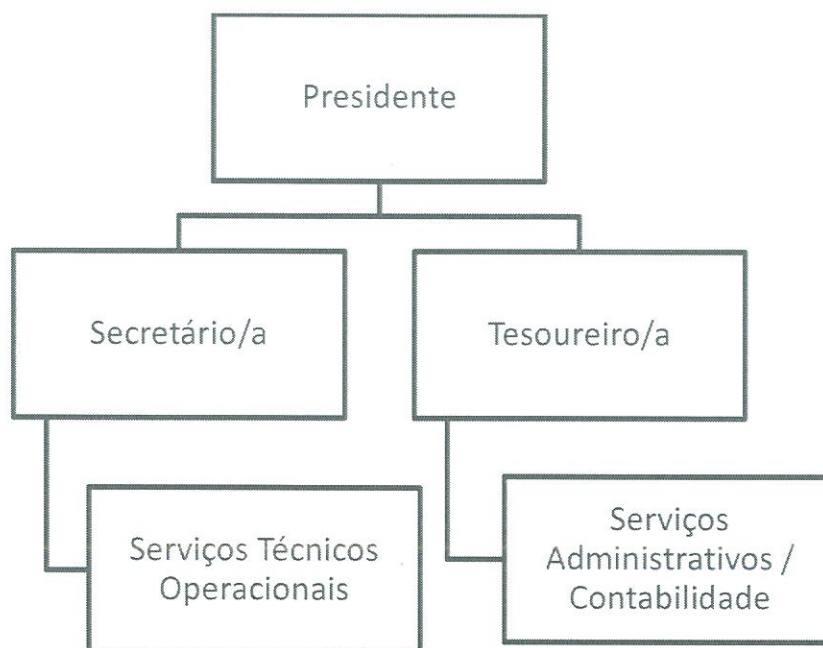 Presidente
Secretário/a
Tesoureiro/a
Serviços Técnicos
Operacionais
Serviços
Administrativos /
Contabilidade